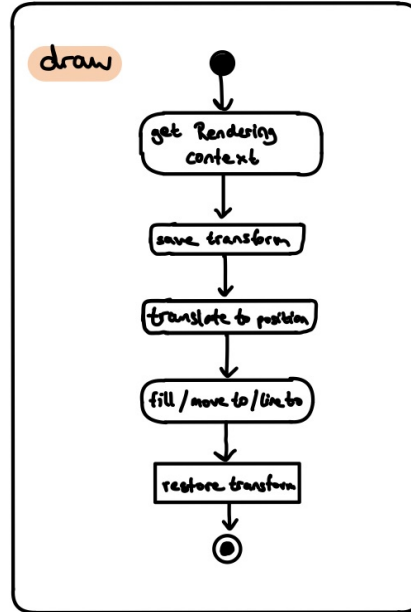 draw
get Rendering
context
save transform
translate to position
fill / move to / line to
restore transform